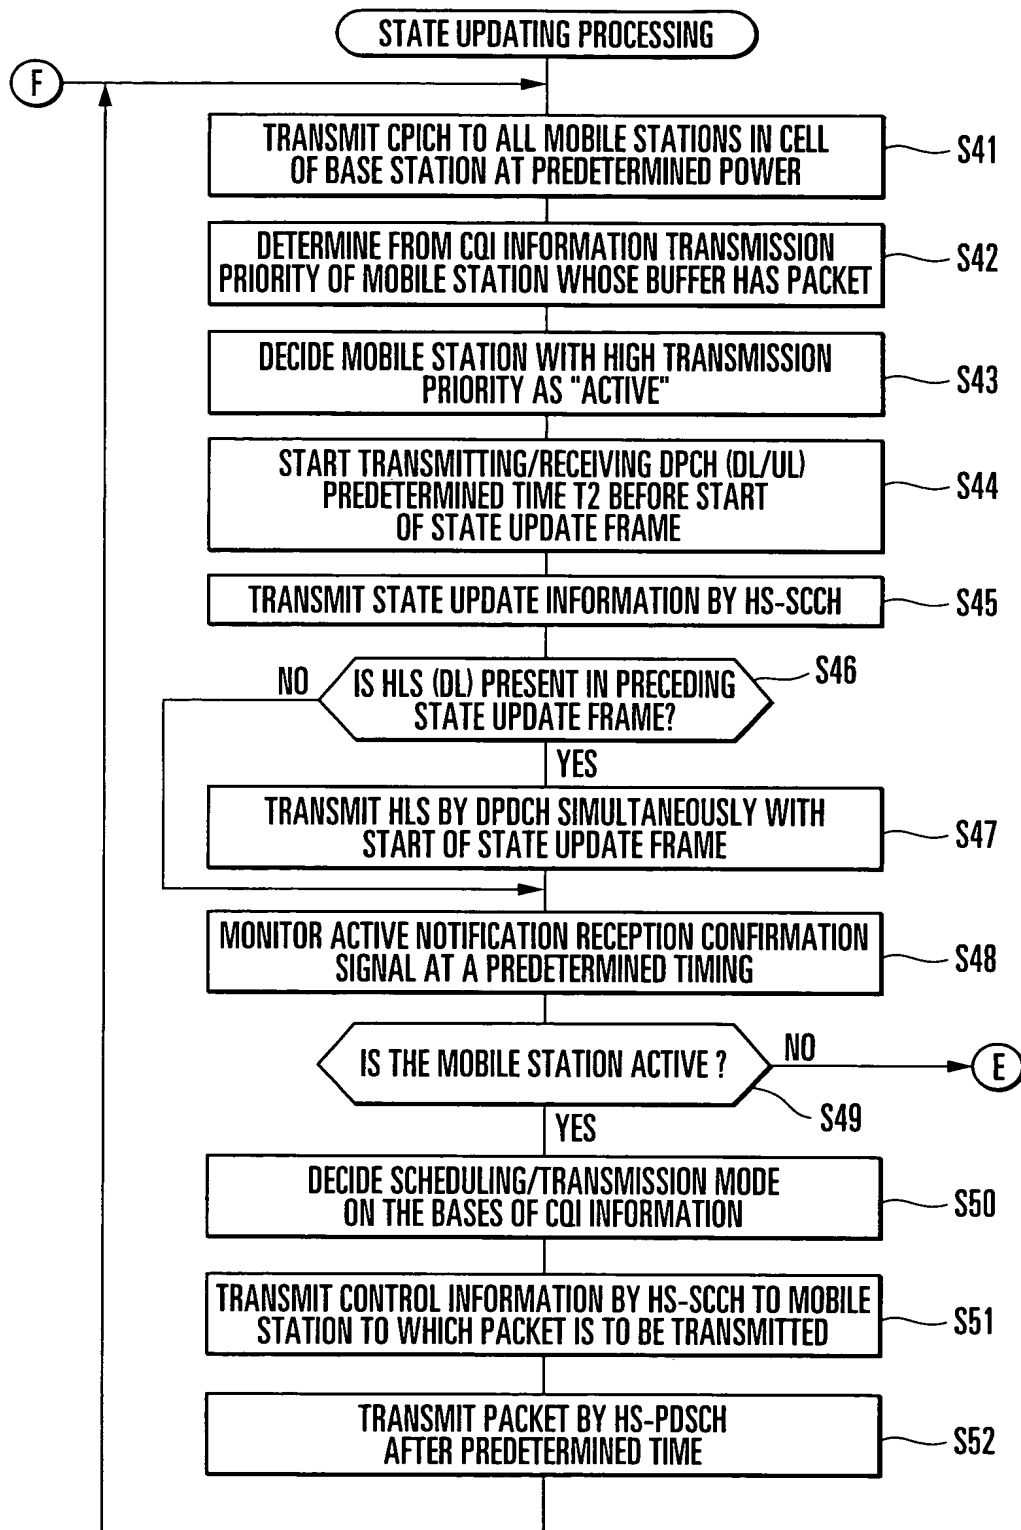 STATE UPDATING PROCESSING
F
TRANSMIT CPICH TO ALL MOBILE STATIONS IN CELL
OF BASE STATION AT PREDETERMINED POWER
S41
DETERMINE FROM CQI INFORMATION TRANSMISSION
PRIORITY OF MOBILE STATION WHOSE BUFFER HAS PACKET
S42
DECIDE MOBILE STATION WITH HIGH TRANSMISSION
PRIORITY AS "ACTIVE"
S43
START TRANSMITTING/RECEIVING DPCH (DL/UL)
PREDETERMINED TIME T2 BEFORE START
OF STATE UPDATE FRAME
S44
TRANSMIT STATE UPDATE INFORMATION BY HS-SCCH
S45
NO
IS HLS (DL) PRESENT IN PRECEDING
STATE UPDATE FRAME?
S46
YES
TRANSMIT HLS BY DPDCH SIMULTANEOUSLY WITH
START OF STATE UPDATE FRAME
S47
MONITOR ACTIVE NOTIFICATION RECEPTION CONFIRMATION
SIGNAL AT A PREDETERMINED TIMING
S48
IS THE MOBILE STATION ACTIVE ?
NO
E
S49
YES
DECIDE SCHEDULING/TRANSMISSION MODE
ON THE BASES OF CQI INFORMATION
S50
TRANSMIT CONTROL INFORMATION BY HS-SCCH TO MOBILE
STATION TO WHICH PACKET IS TO BE TRANSMITTED
S51
TRANSMIT PACKET BY HS-PDSCH
AFTER PREDETERMINED TIME
S52